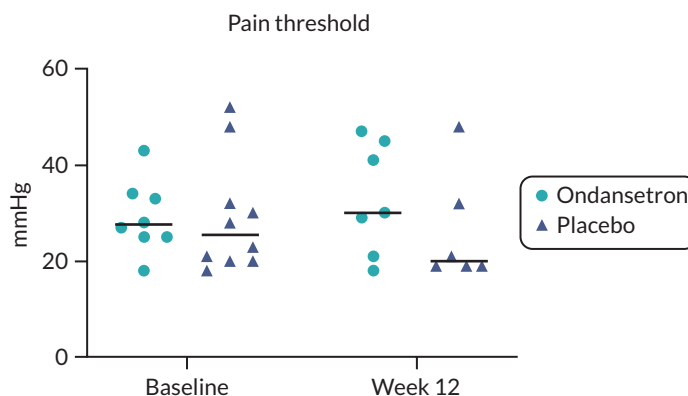 Pain threshold
60
40
20
0
mmHg
Baseline
Week 12
Ondansetron
Placebo